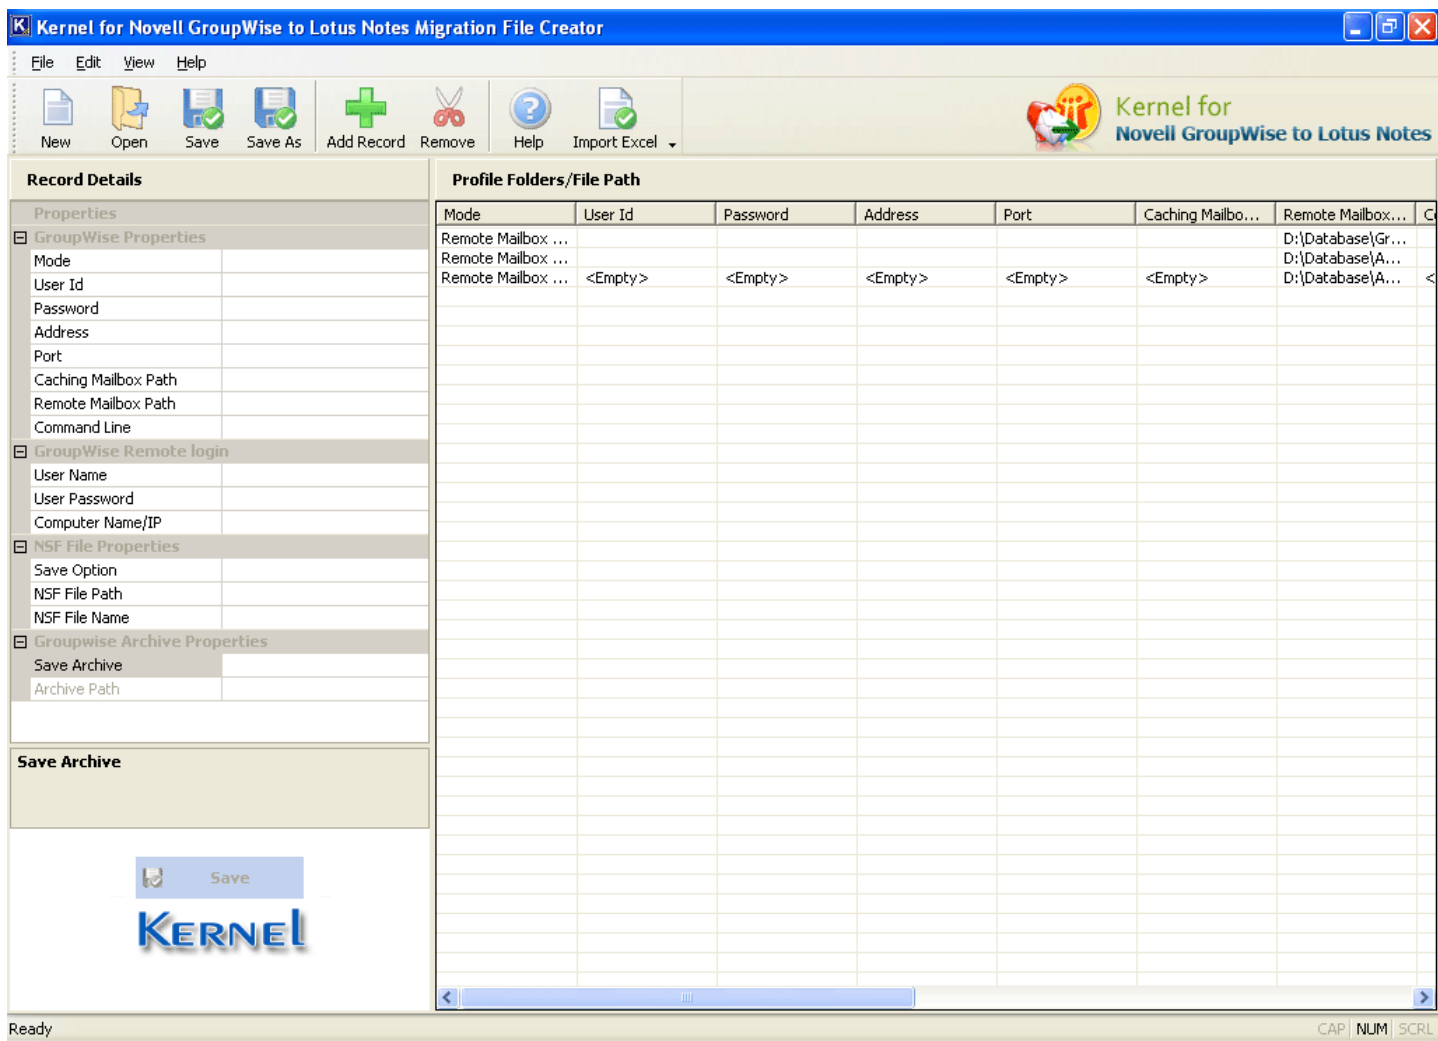 Kernel for Novell GroupWise to Lotus Notes Migration File Creator
File Edit View Help
New Open Save Save As Add Record Remove Help Import Excel
Kernel for
Novell GroupWise to Lotus Notes
Record Details
Profile Folders/File Path
Properties
Mode User Id Password Address Port Caching Mailbo... Remote Mailbox...
GroupWise Properties
Remote Mailbox ... D:\Database\Gr...
Mode
Remote Mailbox ... D:\Database\A...
User Id
Remote Mailbox ... <Empty> <Empty> <Empty> <Empty> <Empty> D:\Database\A... <
Password
Address
Port
Caching Mailbox Path
Remote Mailbox Path
Command Line
GroupWise Remote login
User Name
User Password
Computer Name/IP
NSF File Properties
Save Option
NSF File Path
NSF File Name
Groupwise Archive Properties
Save Archive
Archive Path
Save Archive
Save
KERNEL
Ready
CAP NUM SCRL